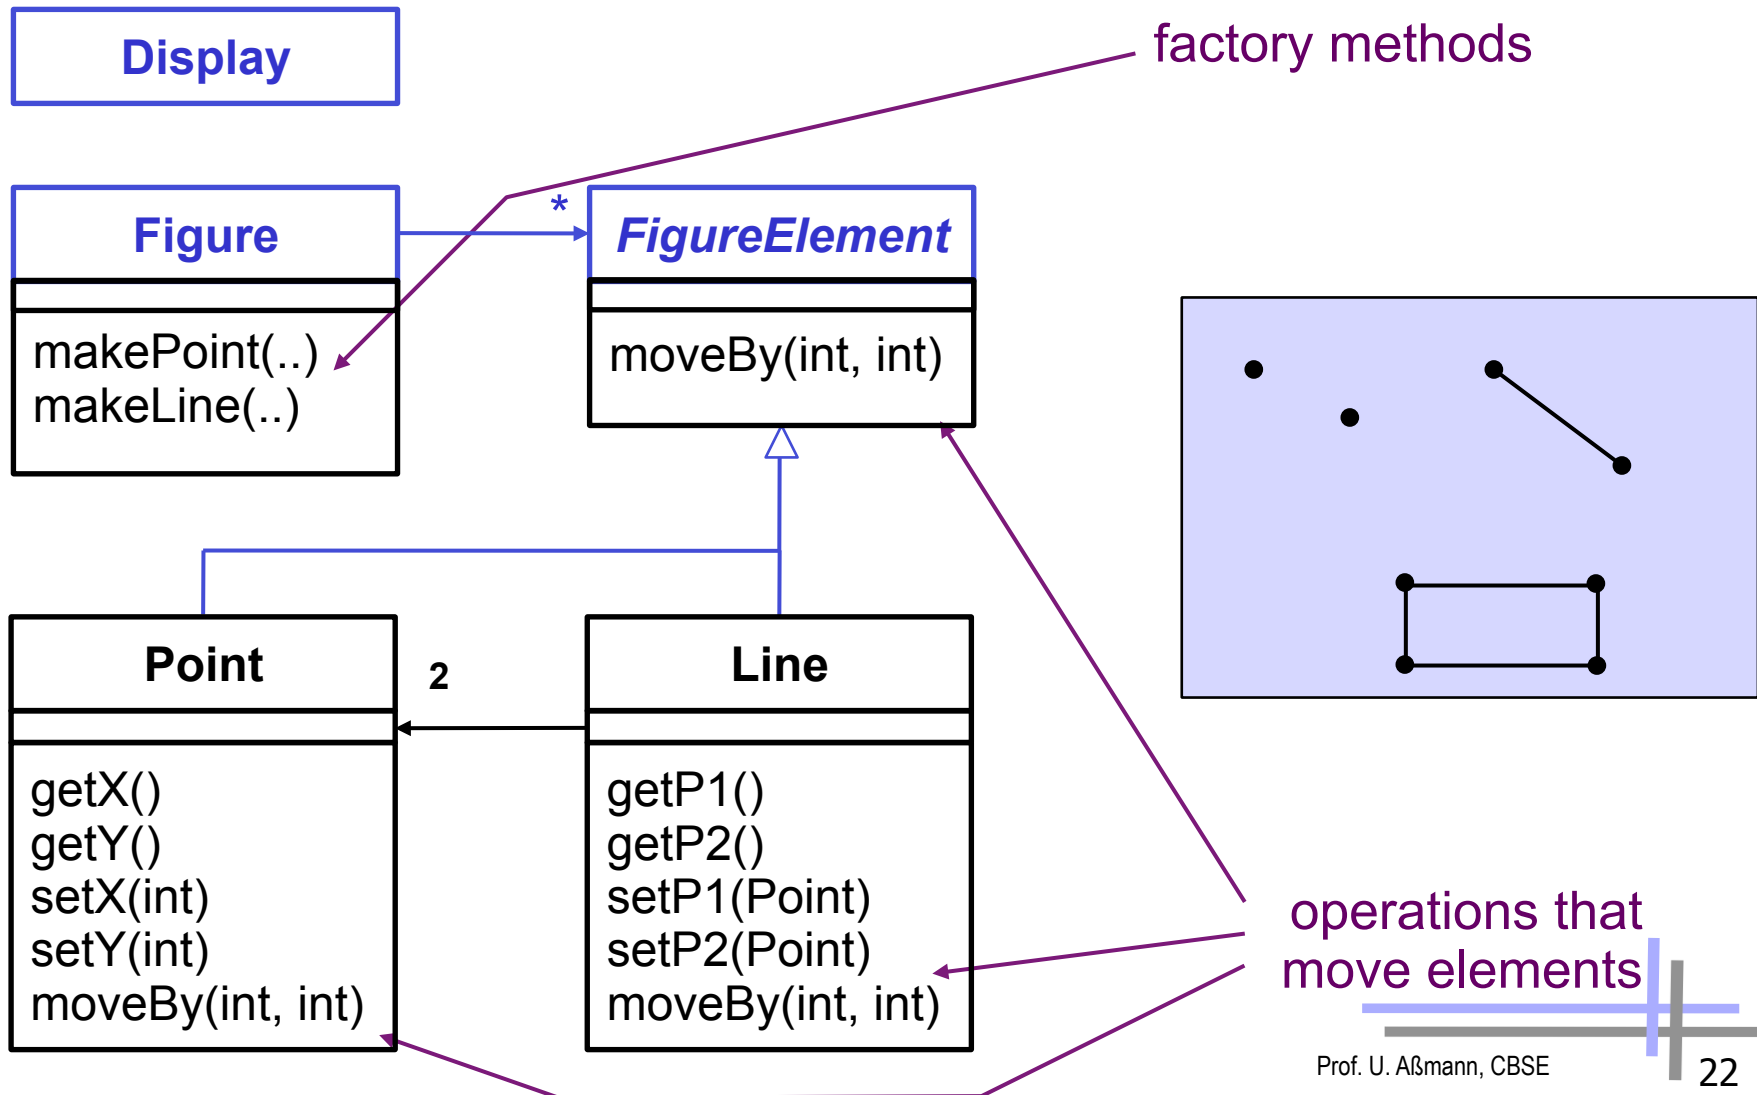 Display
factory methods
Figure
*
FigureElement
makePoint(..)
makeLine(..)
moveBy(int, int)
Point
2
Line
getX()
getY()
setX(int)
setY(int)
moveBy(int, int)
getP1()
getP2()
setP1(Point)
setP2(Point)
moveBy(int, int)
operations that
move elements
Prof. U. Aßmann, CBSE
22